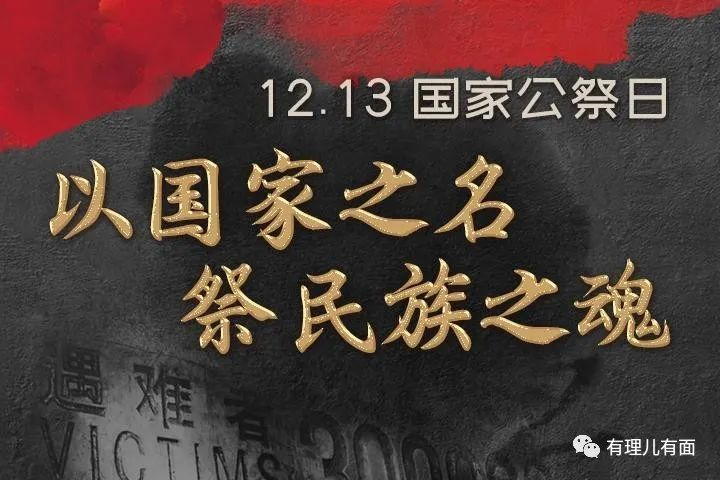 12.13 国家公祭日
以国家之名
祭民族之魂
遇难者
VICTIMS 300000
有理儿有面